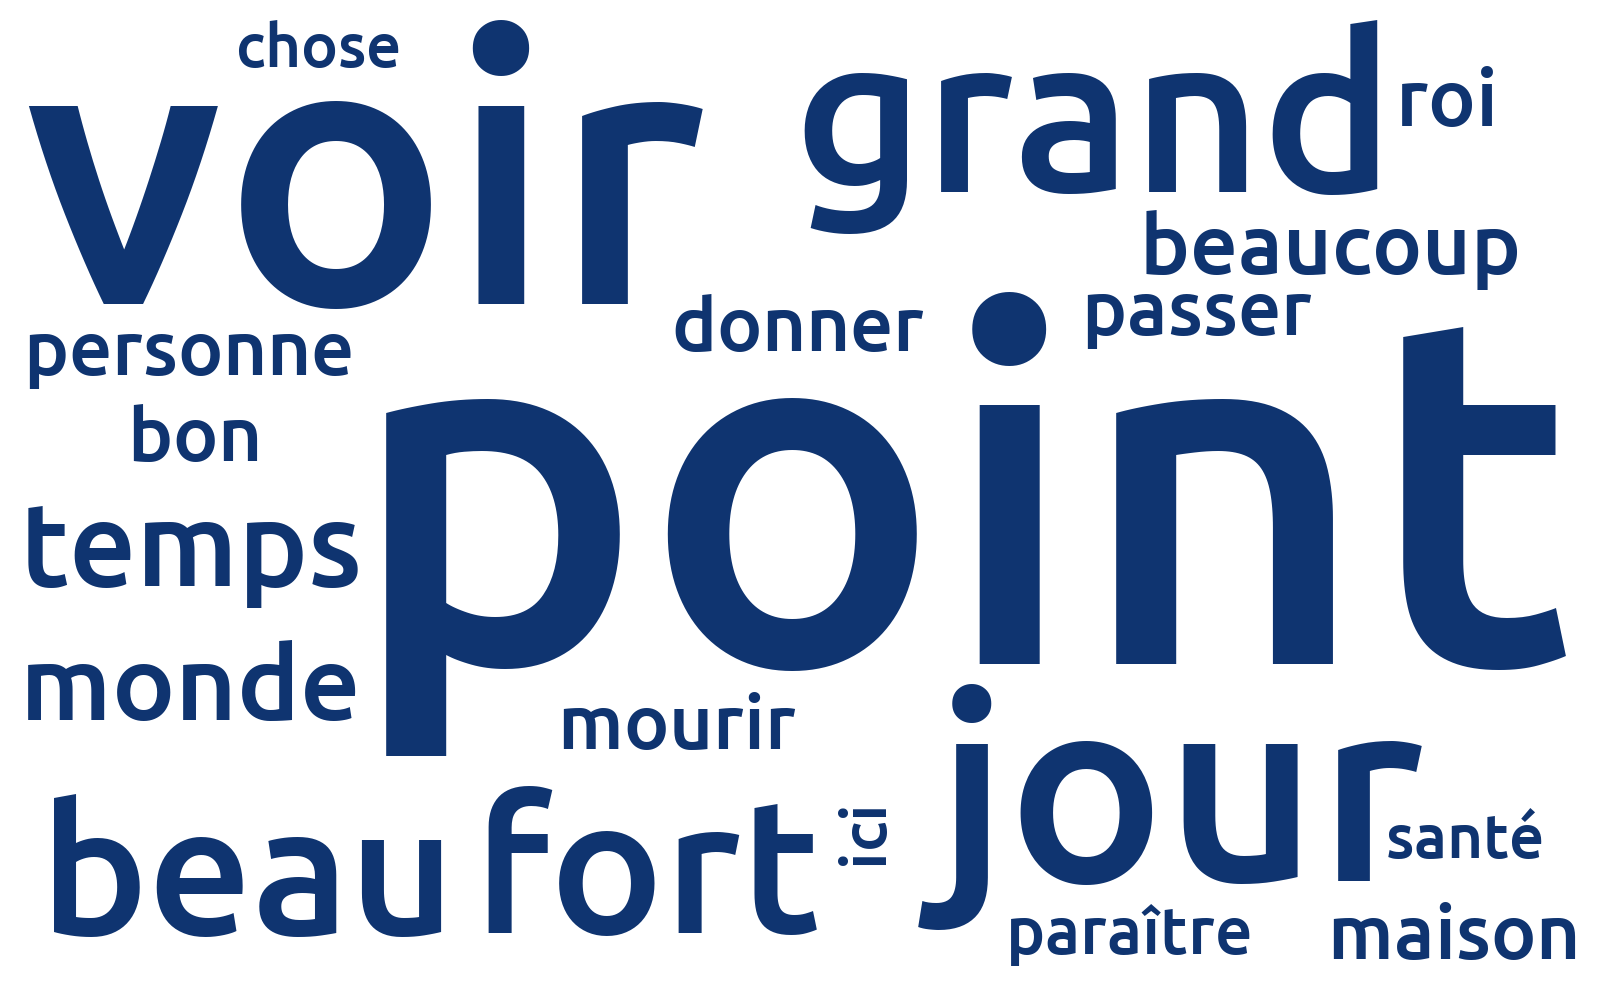 chose
voir
grand
roi
beaucoup
personne
donner
passer
bon
point
temps
monde
mourir
jour
beau
fort
ici
santé
paraître
maison